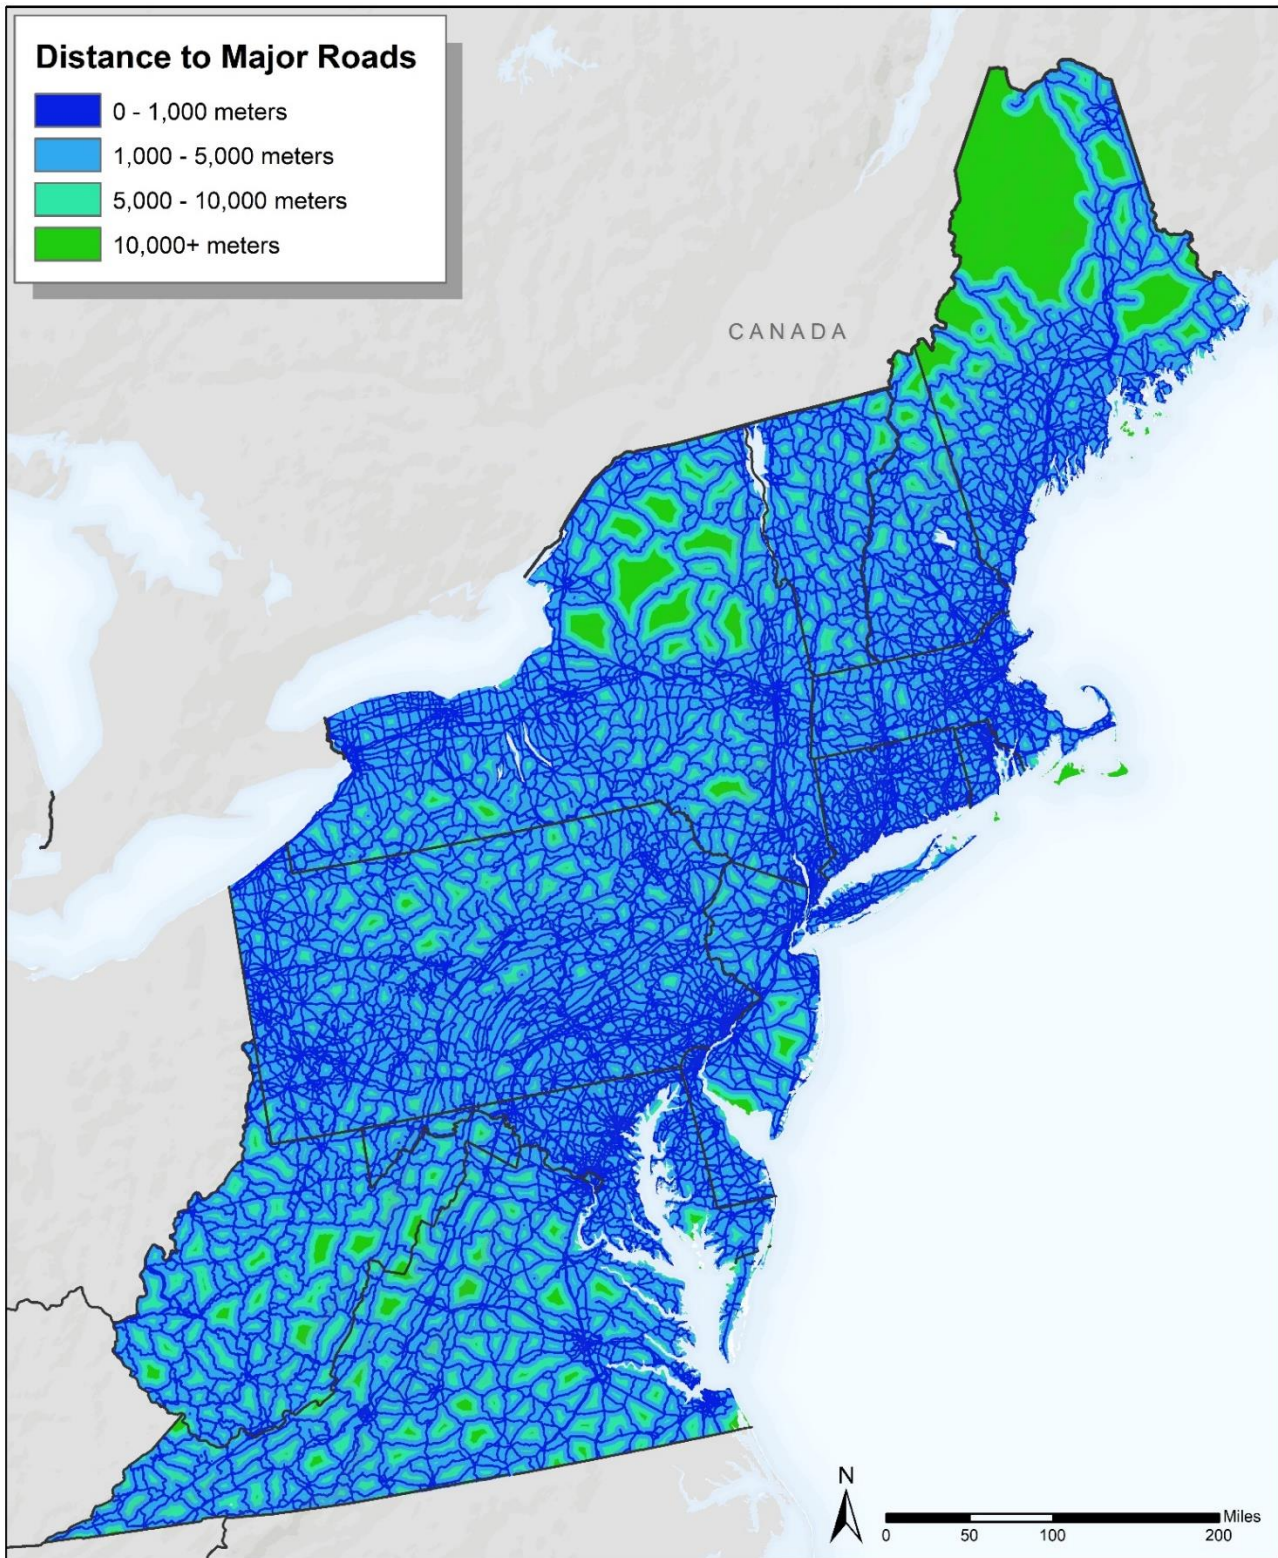 Distance to Major Roads
0 - 1,000 meters
1,000 - 5,000 meters
5,000 - 10,000 meters
10,000+ meters
CANADA
N
Miles
0 50 100 200